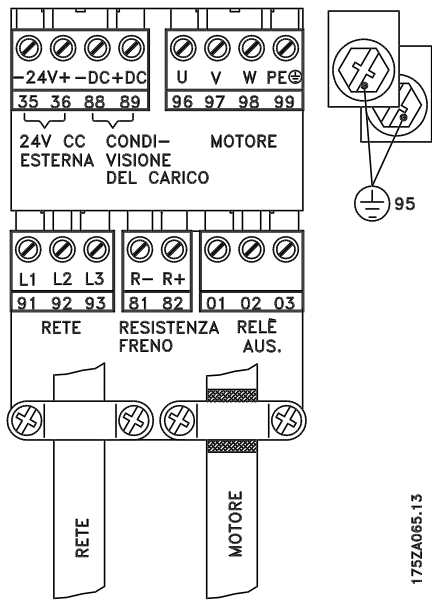 -24V+ -DC+DC U V W PE
35 36 88 89 96 97 98 99
24V CC CONDI- MOTORE
ESTERNA VISIONE
DEL CARICO
95
L1 L2 L3 R- R+
91 92 93 81 82 01 02 03
RETE RESISTENZA RELÈ
FRENO AUS.
RETE
MOTORE
175ZA065.13